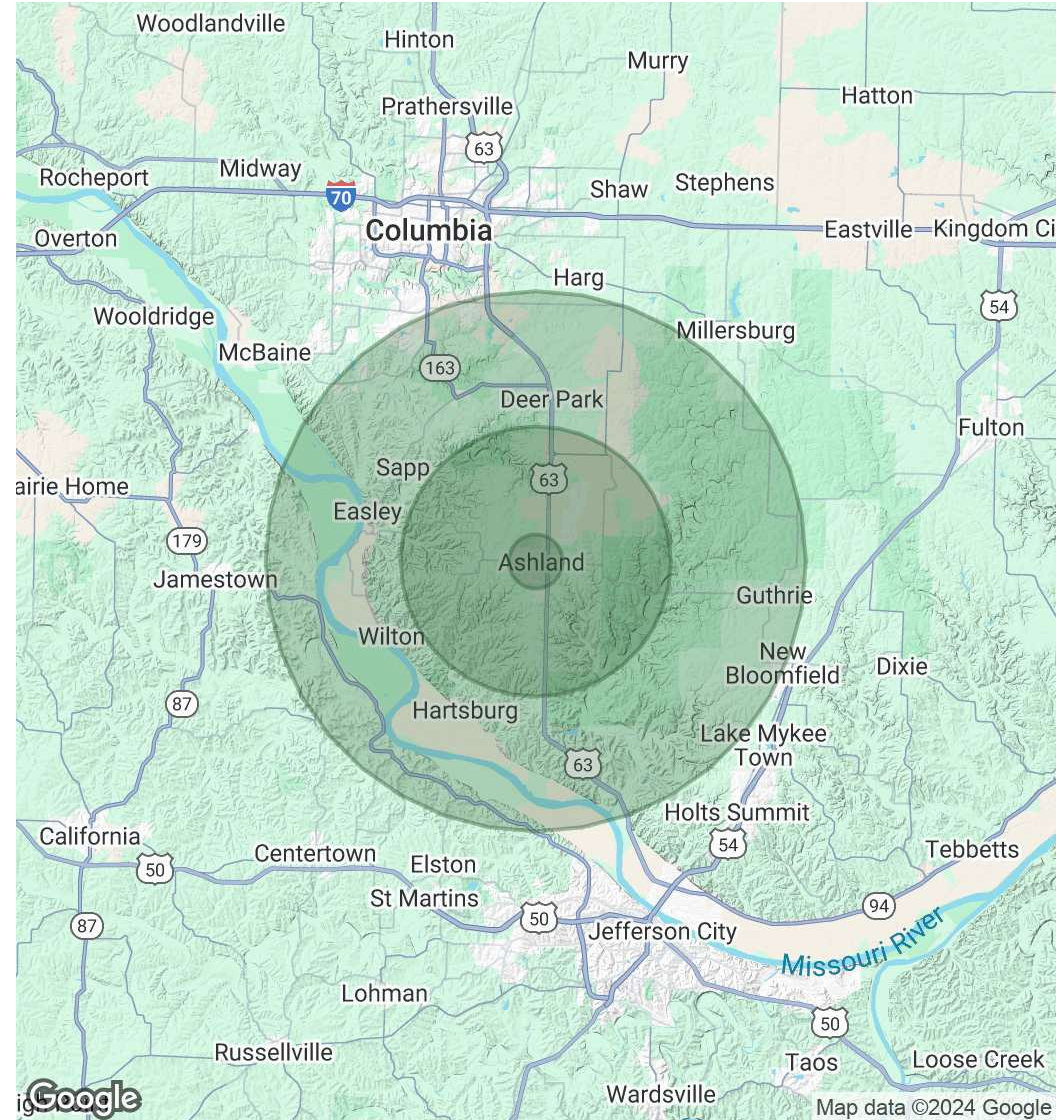 Woodlandville
Hinton
Murry
Hatton
Prathersville
63
Midway
Rocheport
70
Shaw
Stephens
Columbia
Overton
Eastville
Kingdom Ci
Harg
54
Wooldridge
Millersburg
McBaine
163
Deer Park
Fulton
Sapp
63
airie Home
Easley
179
Ashland
Jamestown
Guthrie
Wilton
New
Bloomfield
Dixie
87
Hartsburg
Lake Mykee
Town
63
Holts Summit
California
54
Tebbetts
Centertown
Elston
50
St Martins
94
87
50
Jefferson City
Missouri River
Lohman
50
Russellville
Taos
Loose Creek
Wardsville
Google
Map data ©2024 Google